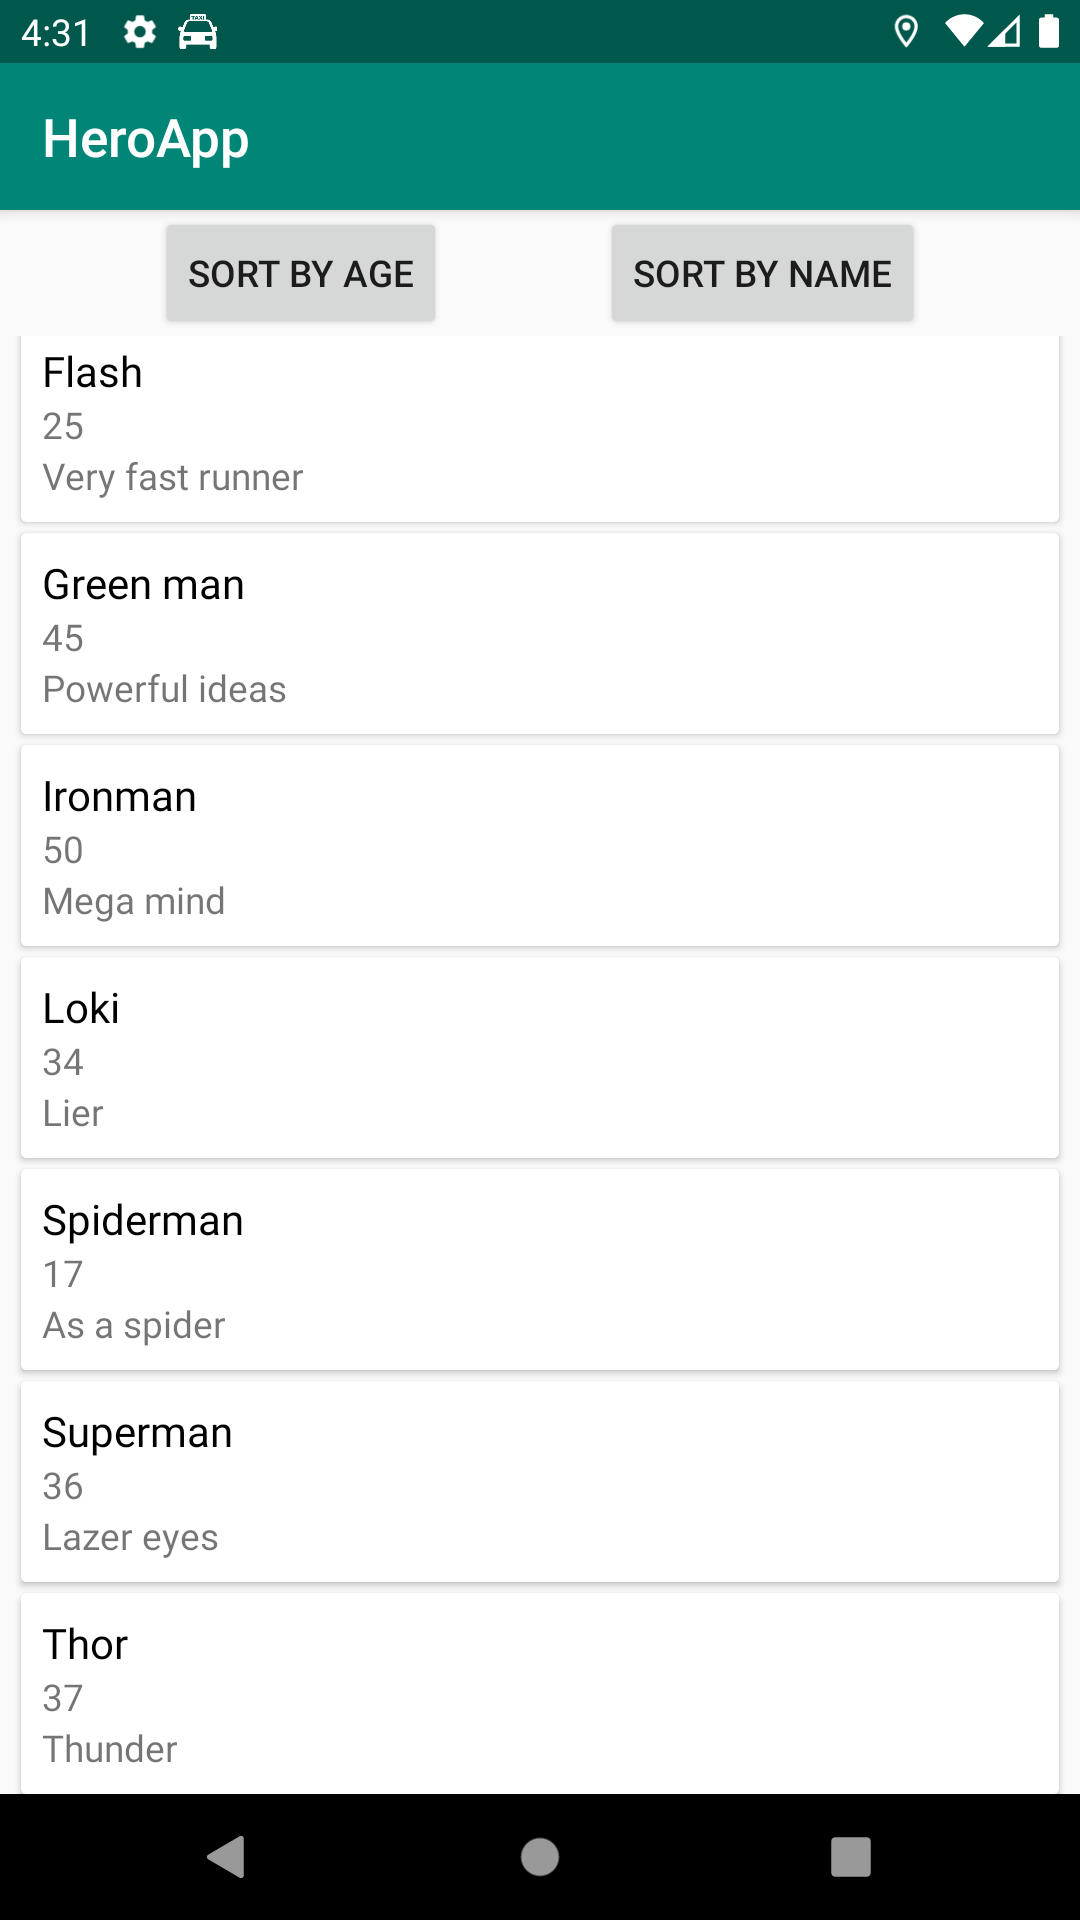 4:31
TAXI
HeroApp
SORT BY AGE
SORT BY NAME
Flash
25
Very fast runner
Green man
45
Powerful ideas
Ironman
50
Mega mind
Loki
34
Lier
Spiderman
17
As a spider
Superman
36
Lazer eyes
Thor
37
Thunder